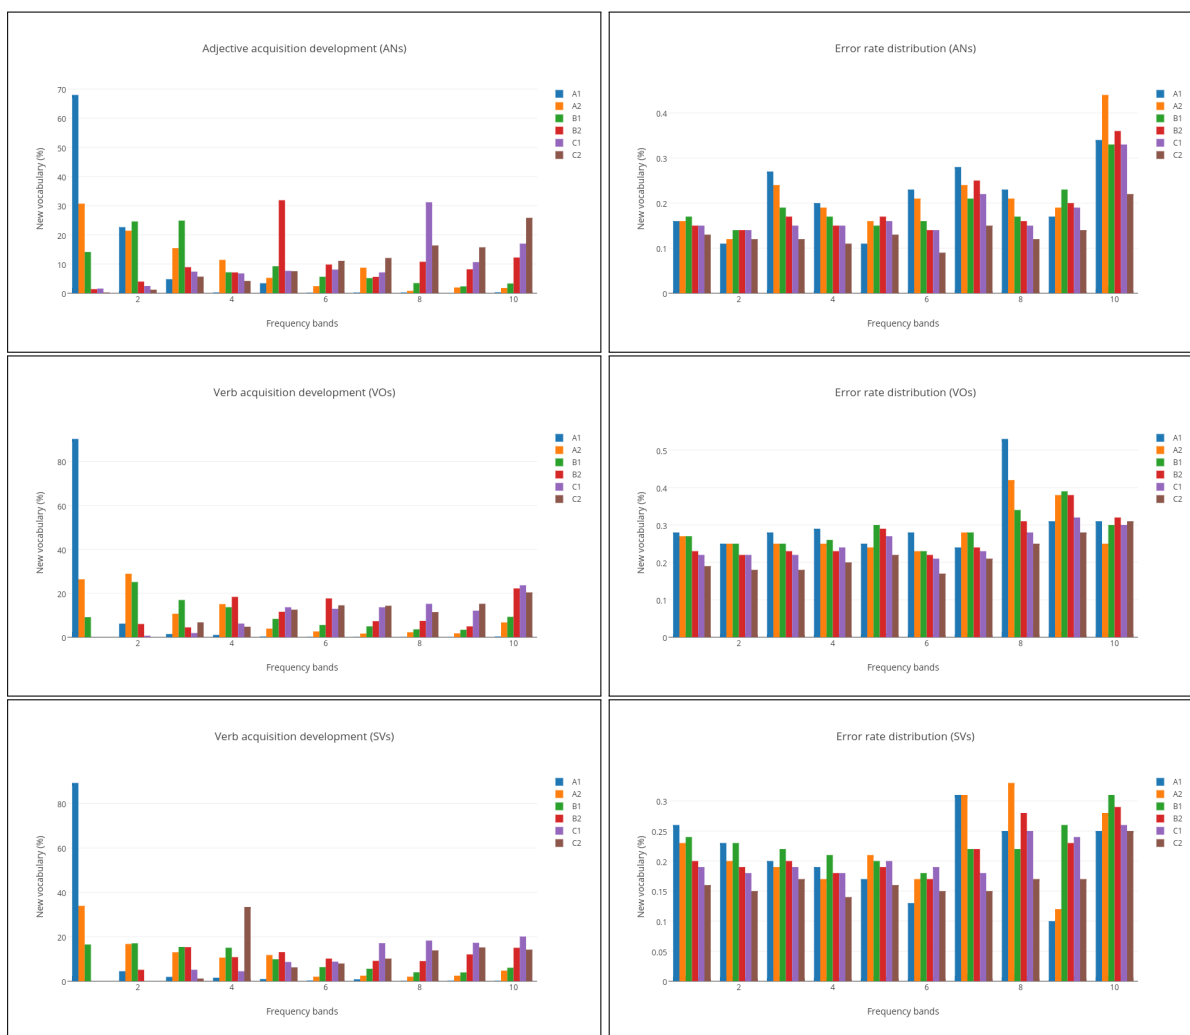 Adjective acquisition development (ANs)
70
60
50
40
30
20
10
0
New vocabulary (%)
2
4
6
8
10
Frequency bands
A1
A2
B1
B2
C1
C2
Error rate distribution (ANs)
0.4
0.3
0.2
0.1
0
New vocabulary (%)
2
4
6
8
10
Frequency bands
A1
A2
B1
B2
C1
C2
Verb acquisition development (VOs)
80
60
40
20
0
New vocabulary (%)
2
4
6
8
10
Frequency bands
A1
A2
B1
B2
C1
C2
Error rate distribution (VOs)
0.5
0.4
0.3
0.2
0.1
0
New vocabulary (%)
2
4
6
8
10
Frequency bands
A1
A2
B1
B2
C1
C2
Verb acquisition development (SVs)
80
60
40
20
0
New vocabulary (%)
2
4
6
8
10
Frequency bands
A1
A2
B1
B2
C1
C2
Error rate distribution (SVs)
0.3
0.25
0.2
0.15
0.1
0.05
0
New vocabulary (%)
2
4
6
8
10
Frequency bands
A1
A2
B1
B2
C1
C2